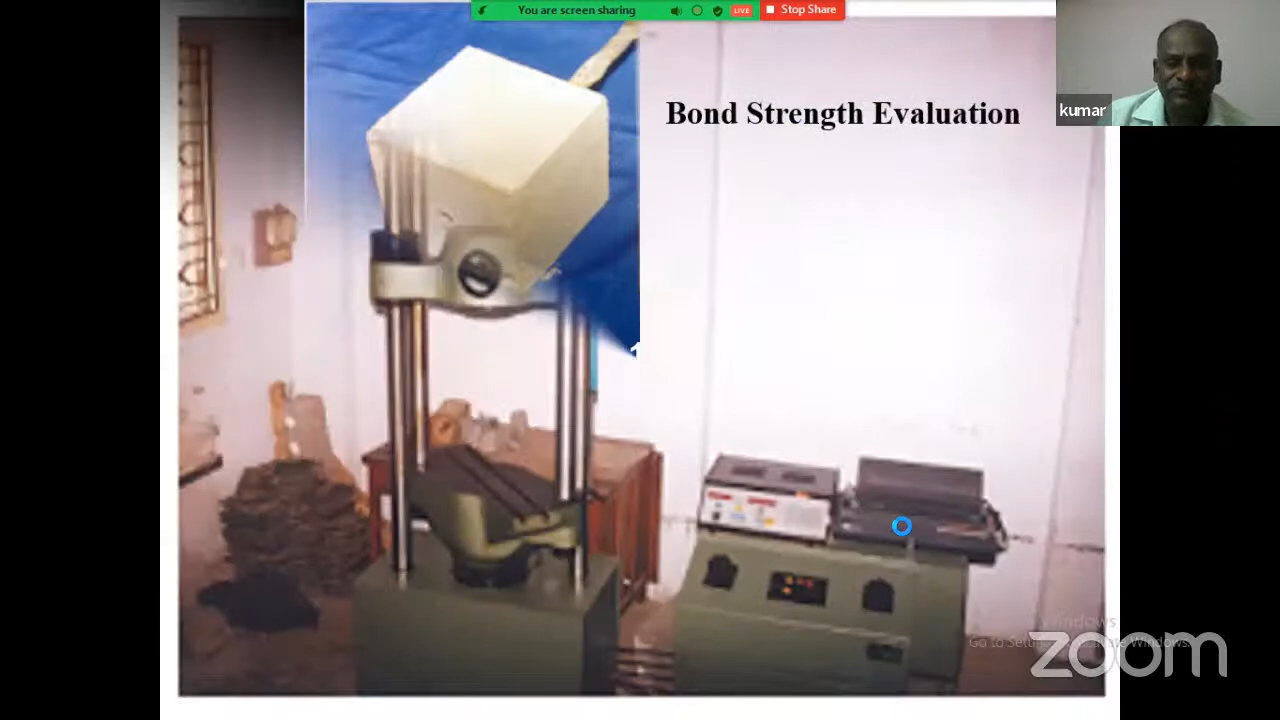 You are screen sharing
LIVE
Stop Share
Bond Strength Evaluation
kumar
zoom